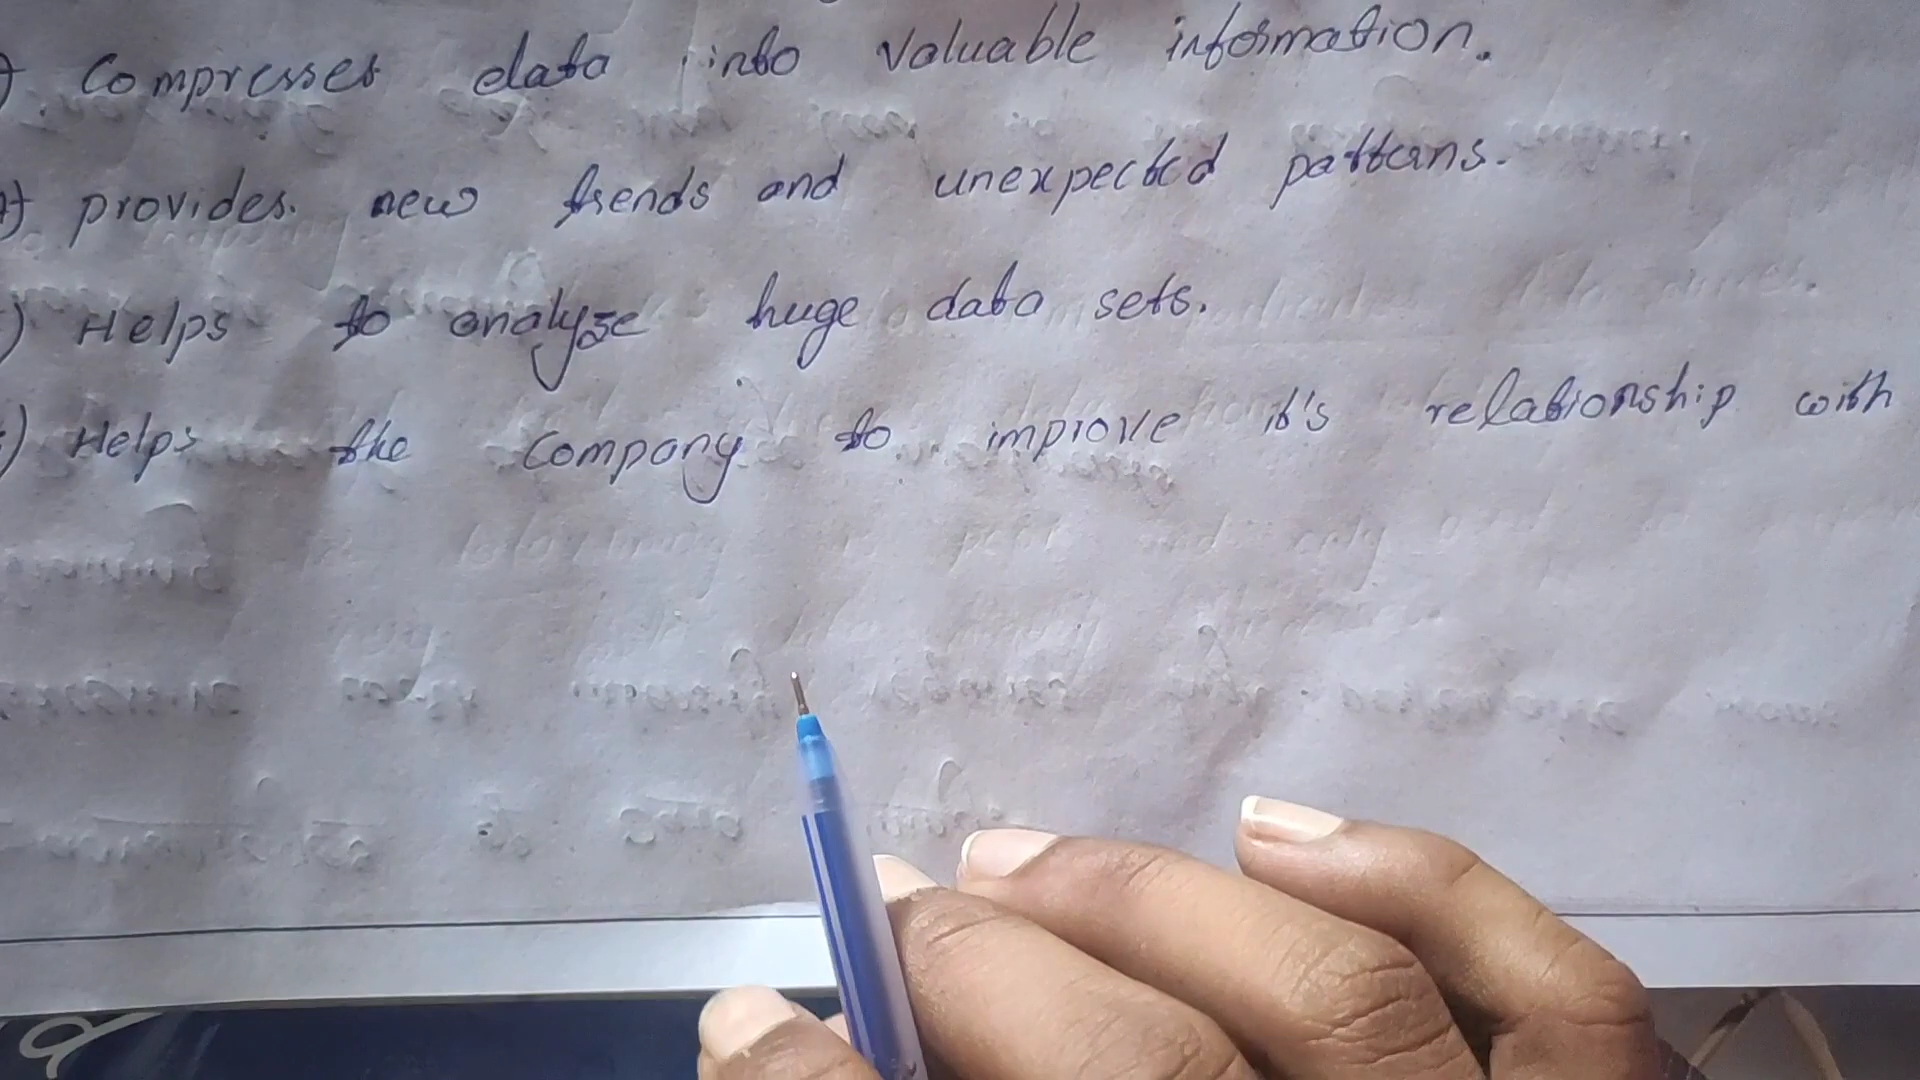 Compresses data into valuable information.
provides new trends and unexpected patterns.
) Helps to analyze huge data sets.
) Helps the company to improve it's relationship with